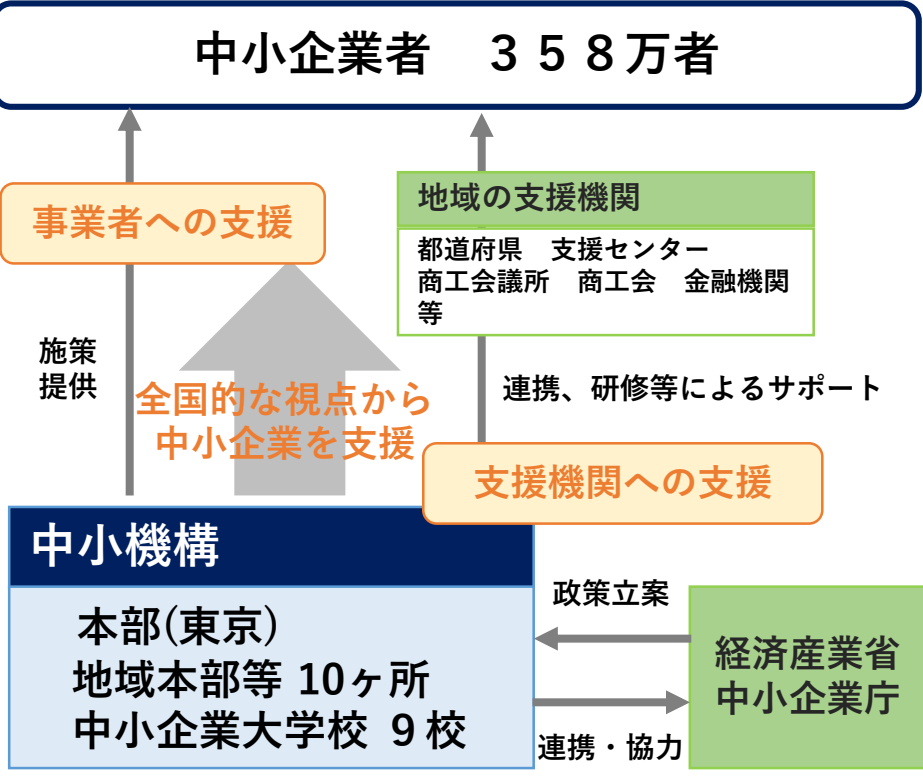 中小企業者　３５８万者
事業者への支援
地域の支援機関
都道府県　支援センター
商工会議所　商工会　金融機関
等
施策
提供
全国的な視点から
中小企業を支援
連携、研修等によるサポート
支援機関への支援
中小機構
本部(東京)
地域本部等 10ヶ所
中小企業大学校 ９校
政策立案
連携・協力
経済産業省
中小企業庁